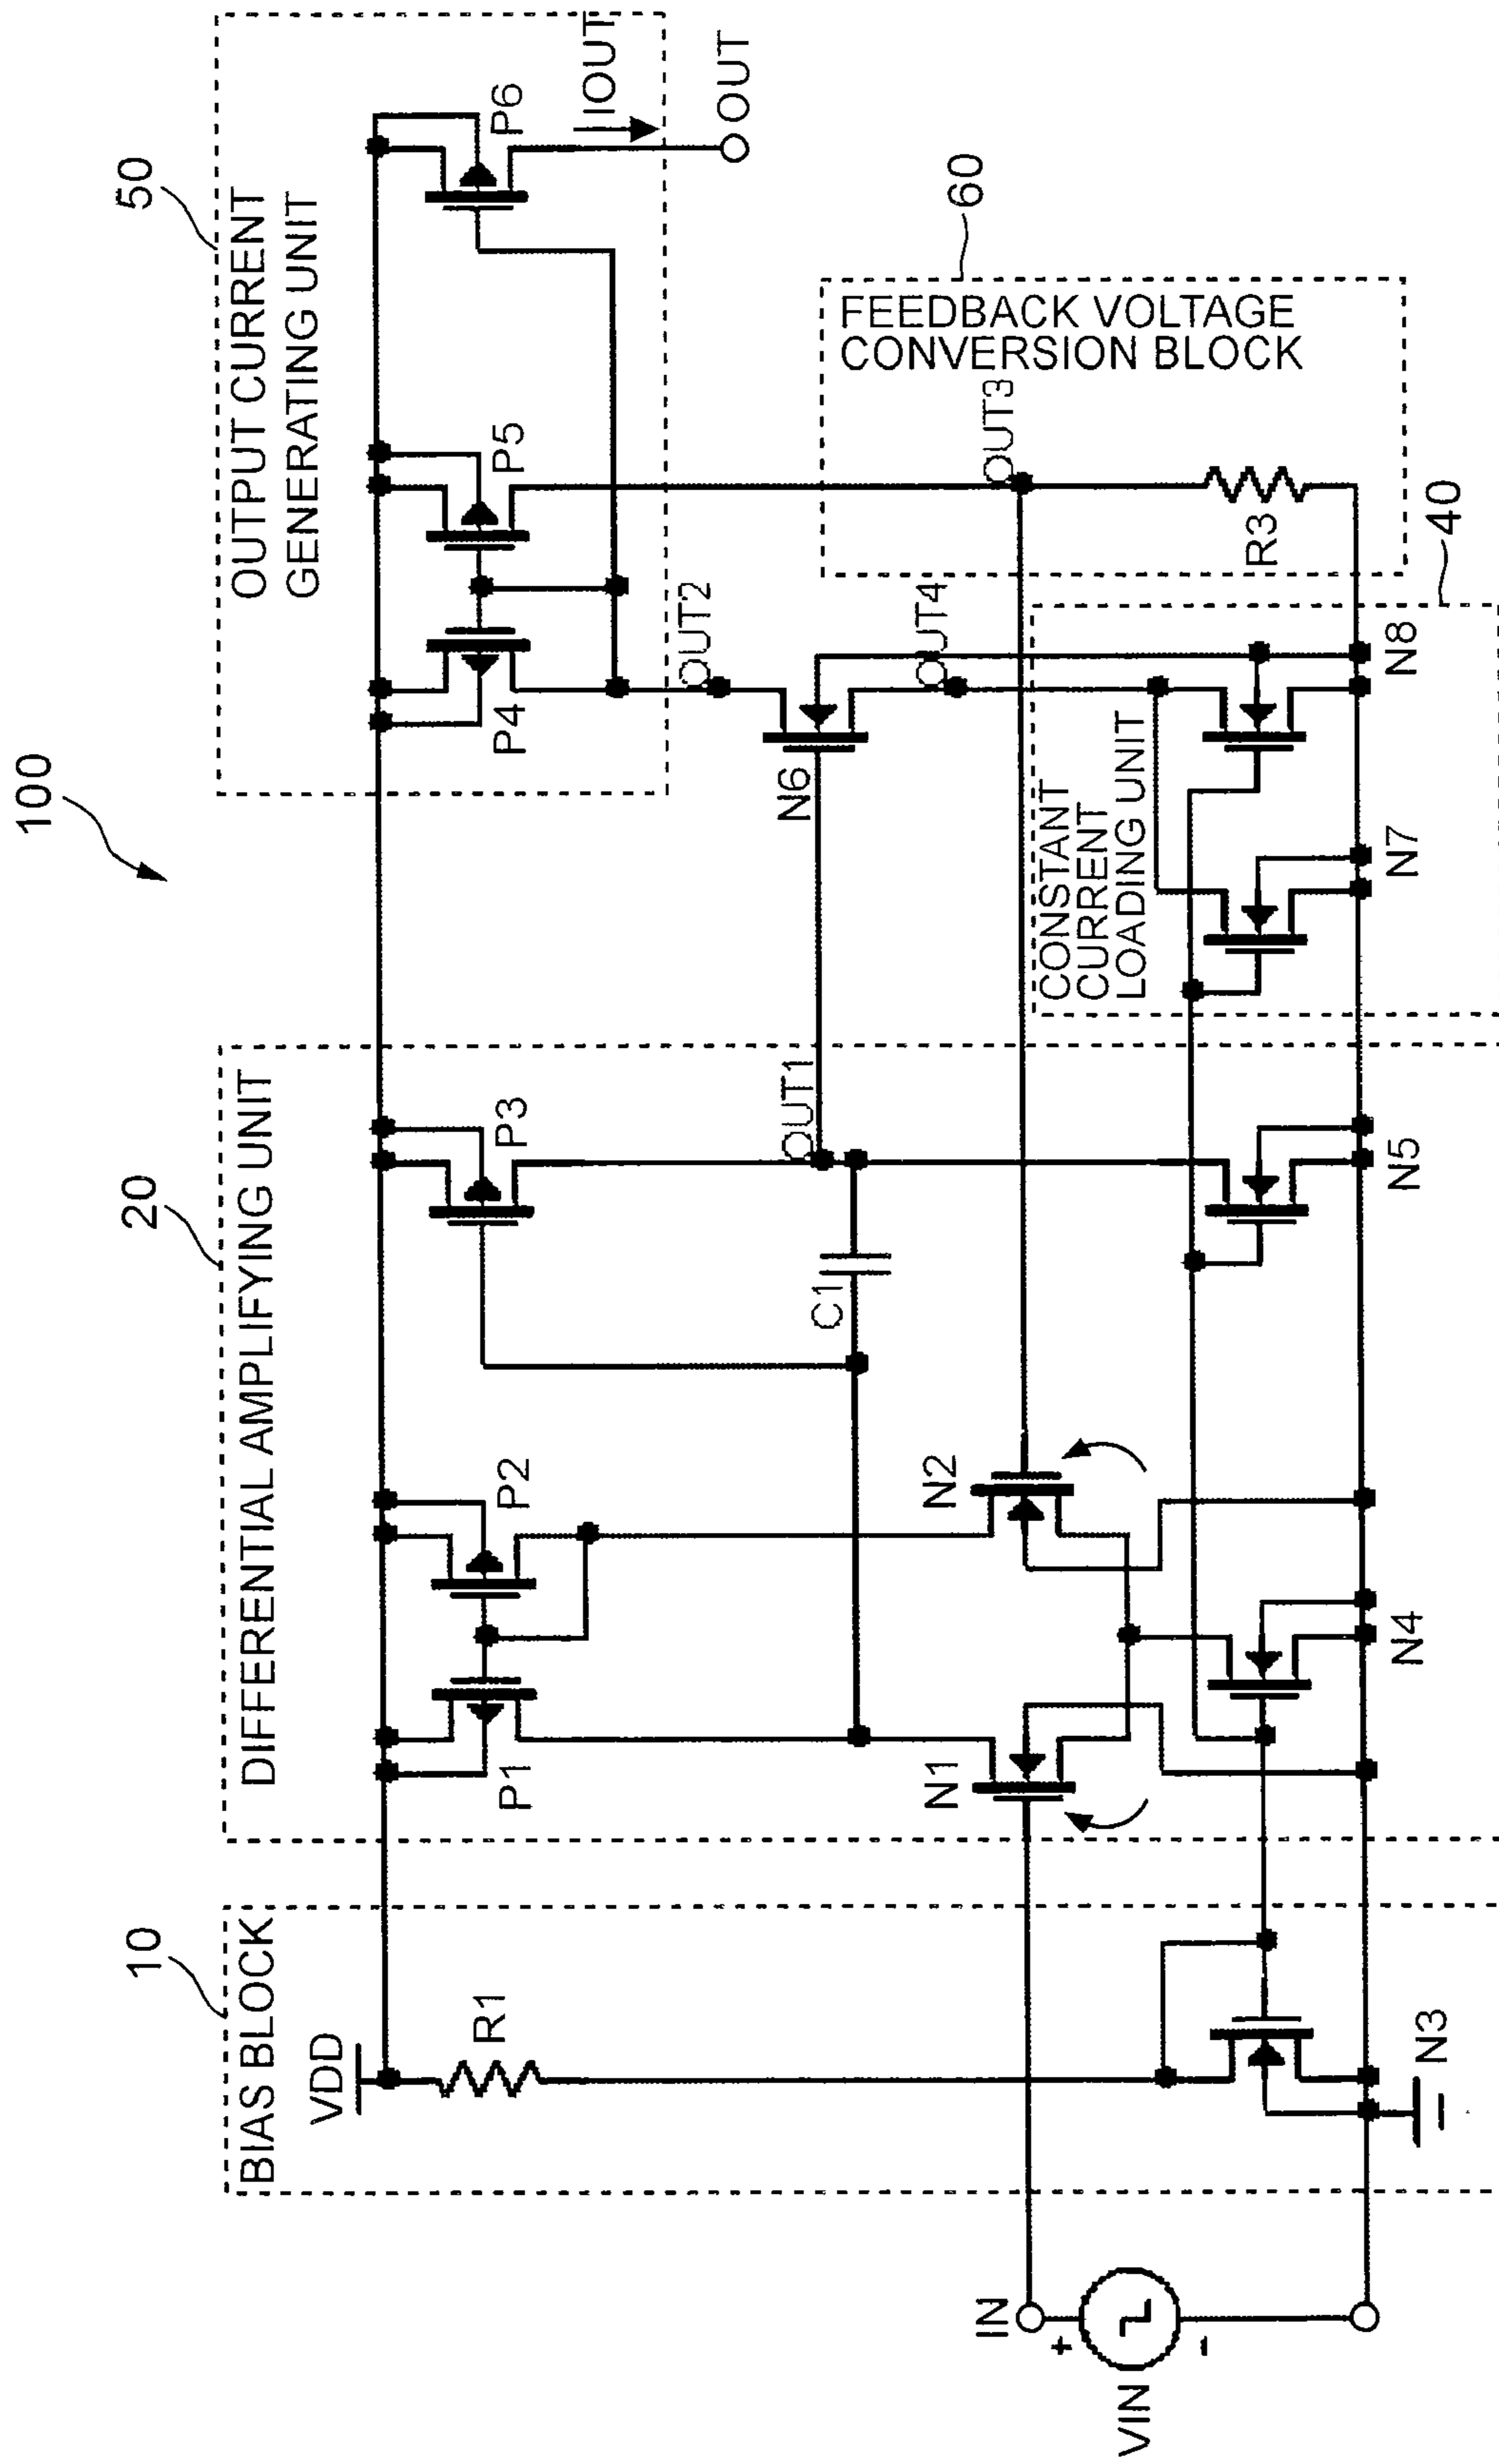 100
10
BIAS BLOCK
VDD
R1
N3
IN
+
-
VIN
20
DIFFERENTIAL AMPLIFYING UNIT
P1
P2
P3
N1
N2
C1
OUT1
N4
N5
50
OUTPUT CURRENT
GENERATING UNIT
P4
P5
P6
IOUT
OUT
OUT2
N6
OUT4
CONSTANT
CURRENT
LOADING UNIT
N7
N8
40
60
FEEDBACK VOLTAGE
CONVERSION BLOCK
OUT3
R3